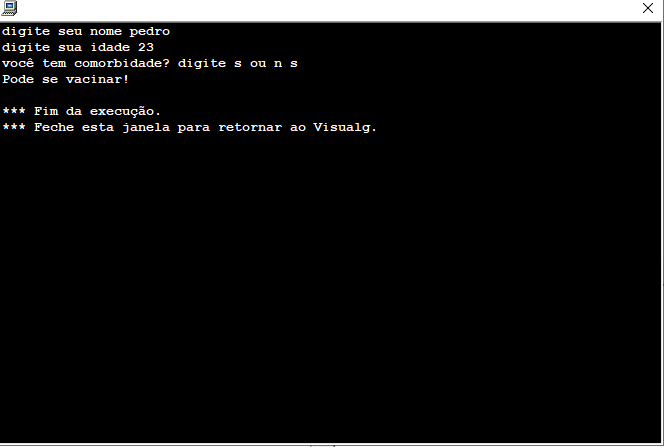 digite seu nome pedro
digite sua idade 23
você tem comorbidade? digite s ou n s
Pode se vacinar!
*** Fim da execução.
*** Feche esta janela para retornar ao Visualg.